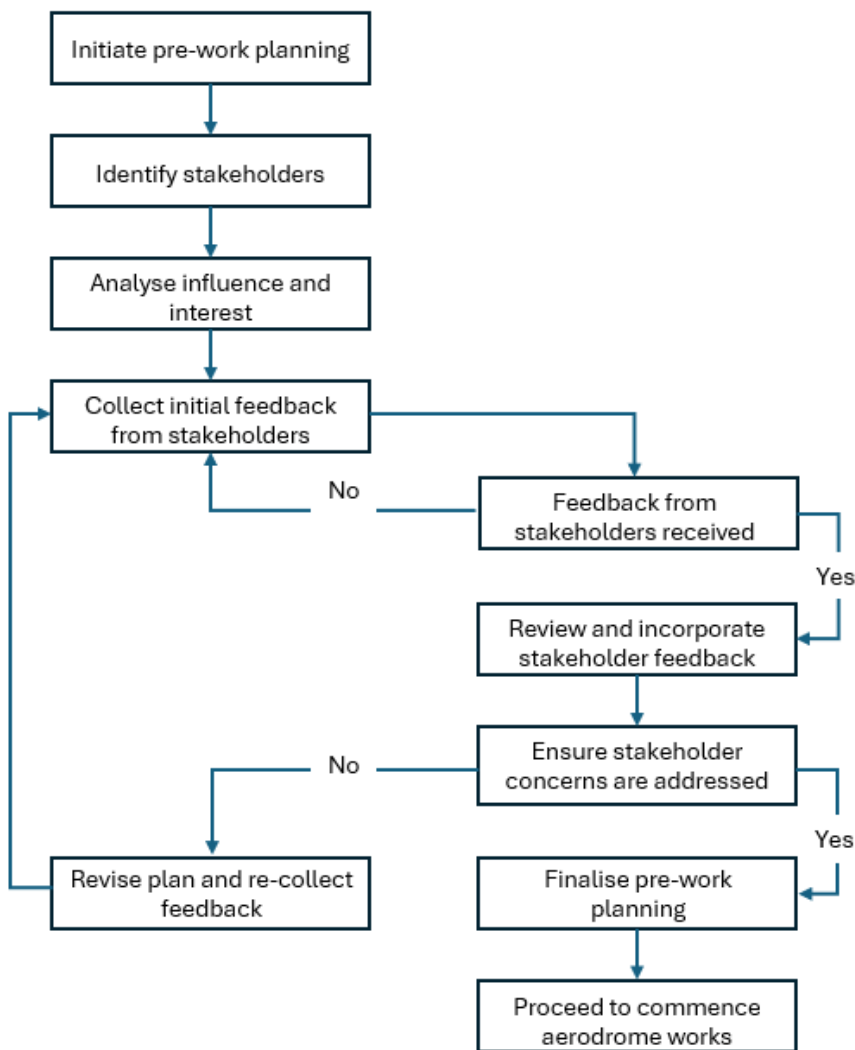 Initiate pre-work planning
Identify stakeholders
Analyse influence and
interest
Collect initial feedback
from stakeholders
No
Feedback from
stakeholders received
Yes
Review and incorporate
stakeholder feedback
Ensure stakeholder
concerns are addressed
No
Yes
Revise plan and re-collect
feedback
Finalise pre-work
planning
Proceed to commence
aerodrome works